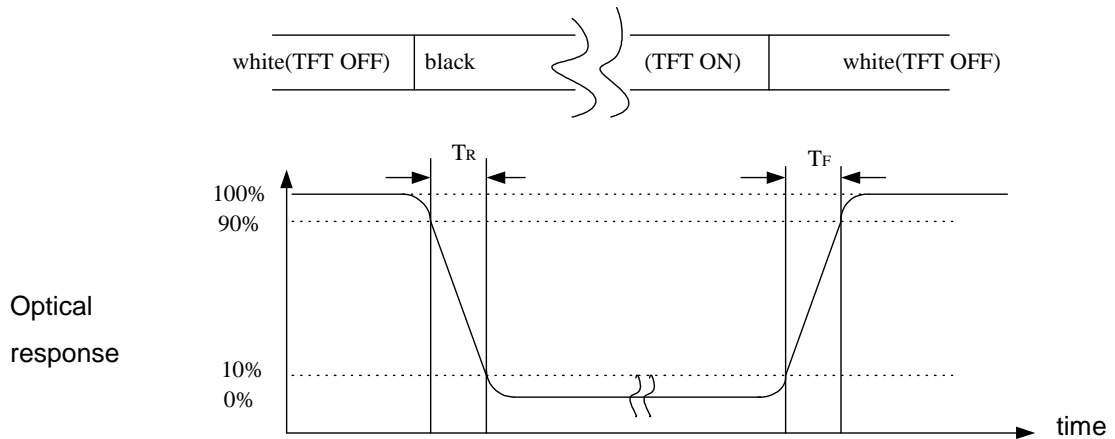 white(TFT OFF) black (TFT ON) white(TFT OFF)
TR TF
100%
90%
Optical
response
10%
0%
time